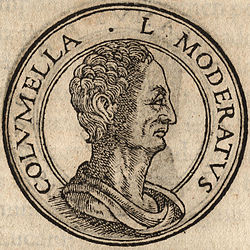 COLVMELLA · L · MODERATVS